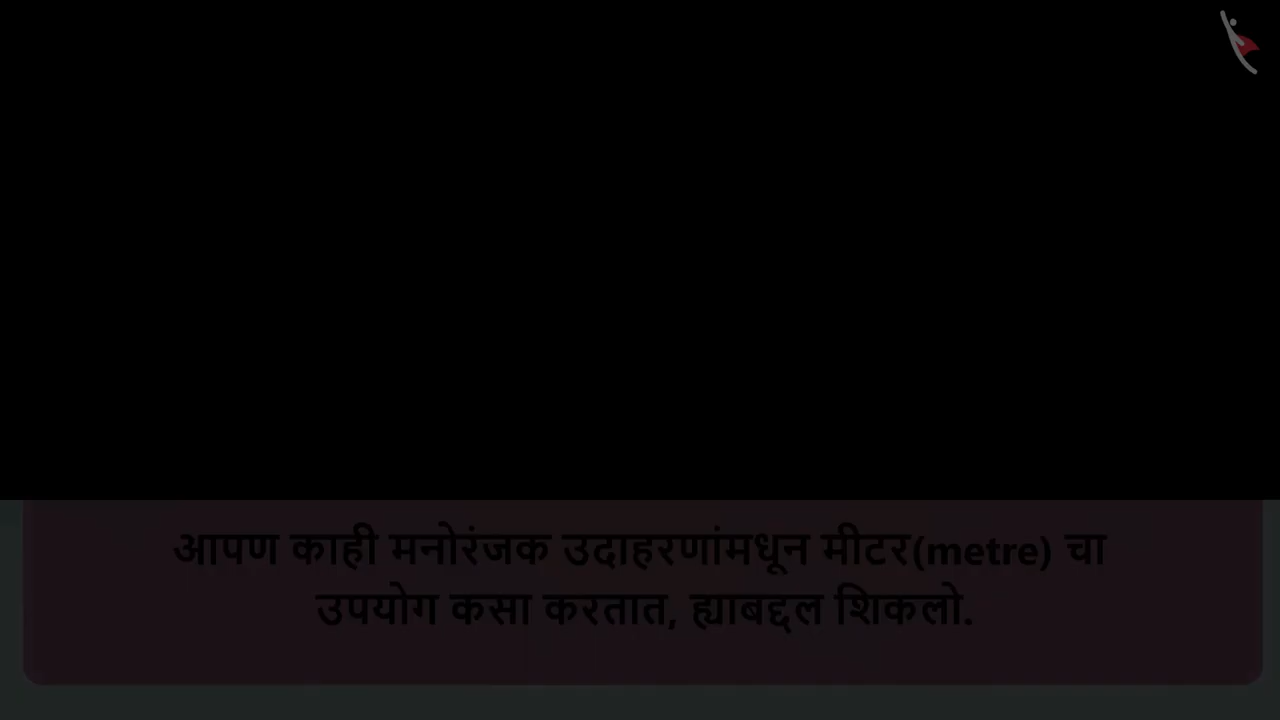 आपण काही मनोरंजक उदाहरणांमधून मीटर(metre) चा
उपयोग कसा करतात, ह्याबद्दल शिकलो.